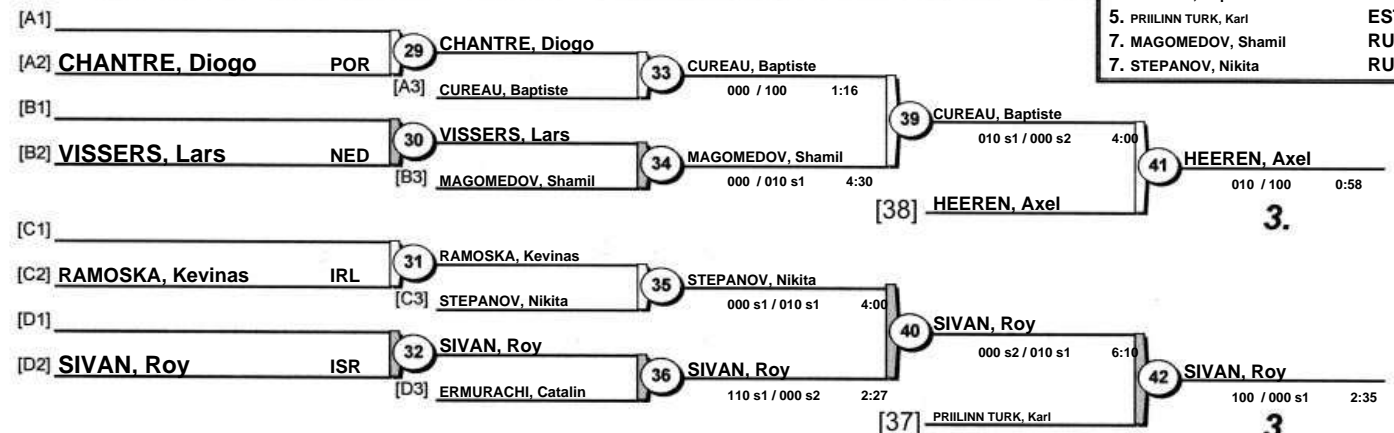 5. PRIILINN TURK, Karl EST
7. MAGOMEDOV, Shamil RU
7. STEPANOV, Nikita RU
[A1]
[A2] CHANTRE, Diogo POR
29
CHANTRE, Diogo
[A3] CUREAU, Baptiste
33
CUREAU, Baptiste
000 / 100 1:16
[B1]
[B2] VISSERS, Lars NED
30
VISSERS, Lars
[B3] MAGOMEDOV, Shamil
34
MAGOMEDOV, Shamil
000 / 010 s1 4:30
39
CUREAU, Baptiste
010 s1 / 000 s2 4:00
[38] HEEREN, Axel
41
HEEREN, Axel
010 / 100 0:58
3.
[C1]
[C2] RAMOSKA, Kevinas IRL
31
RAMOSKA, Kevinas
[C3] STEPANOV, Nikita
35
STEPANOV, Nikita
000 s1 / 010 s1 4:00
[D1]
[D2] SIVAN, Roy ISR
32
SIVAN, Roy
[D3] ERMURACHI, Catalin
36
SIVAN, Roy
110 s1 / 000 s2 2:27
40
SIVAN, Roy
000 s2 / 010 s1 6:10
[37] PRIILINN TURK, Karl
42
SIVAN, Roy
100 / 000 s1 2:35
3